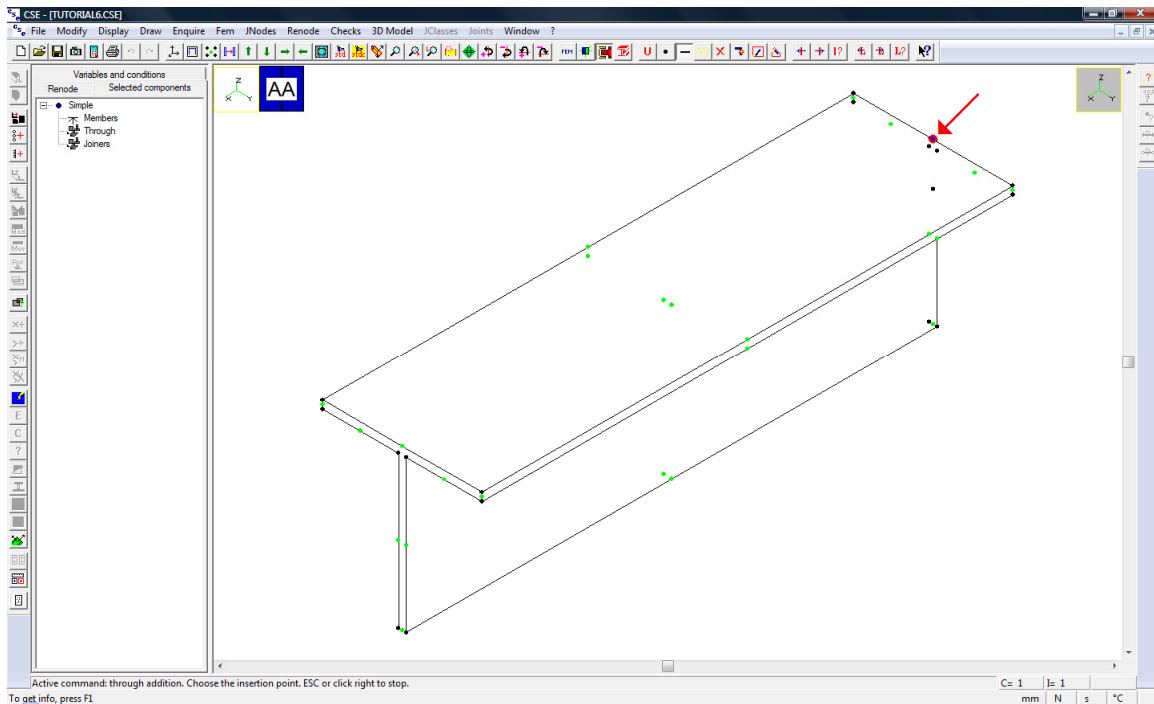 CSE - [TUTORIAL6.CSE]
File Modify Display Draw Enquire Fem JNodes Renode Checks 3D Model JClasses Joints Window ?
Variables and conditions
Renode Selected components
Simple
Members
Through
Joiners
AA
Z
X Y
Z
X Y
Active command: through addition. Choose the insertion point. ESC or click right to stop.
C= 1 I= 1
To get info, press F1
mm N s °C